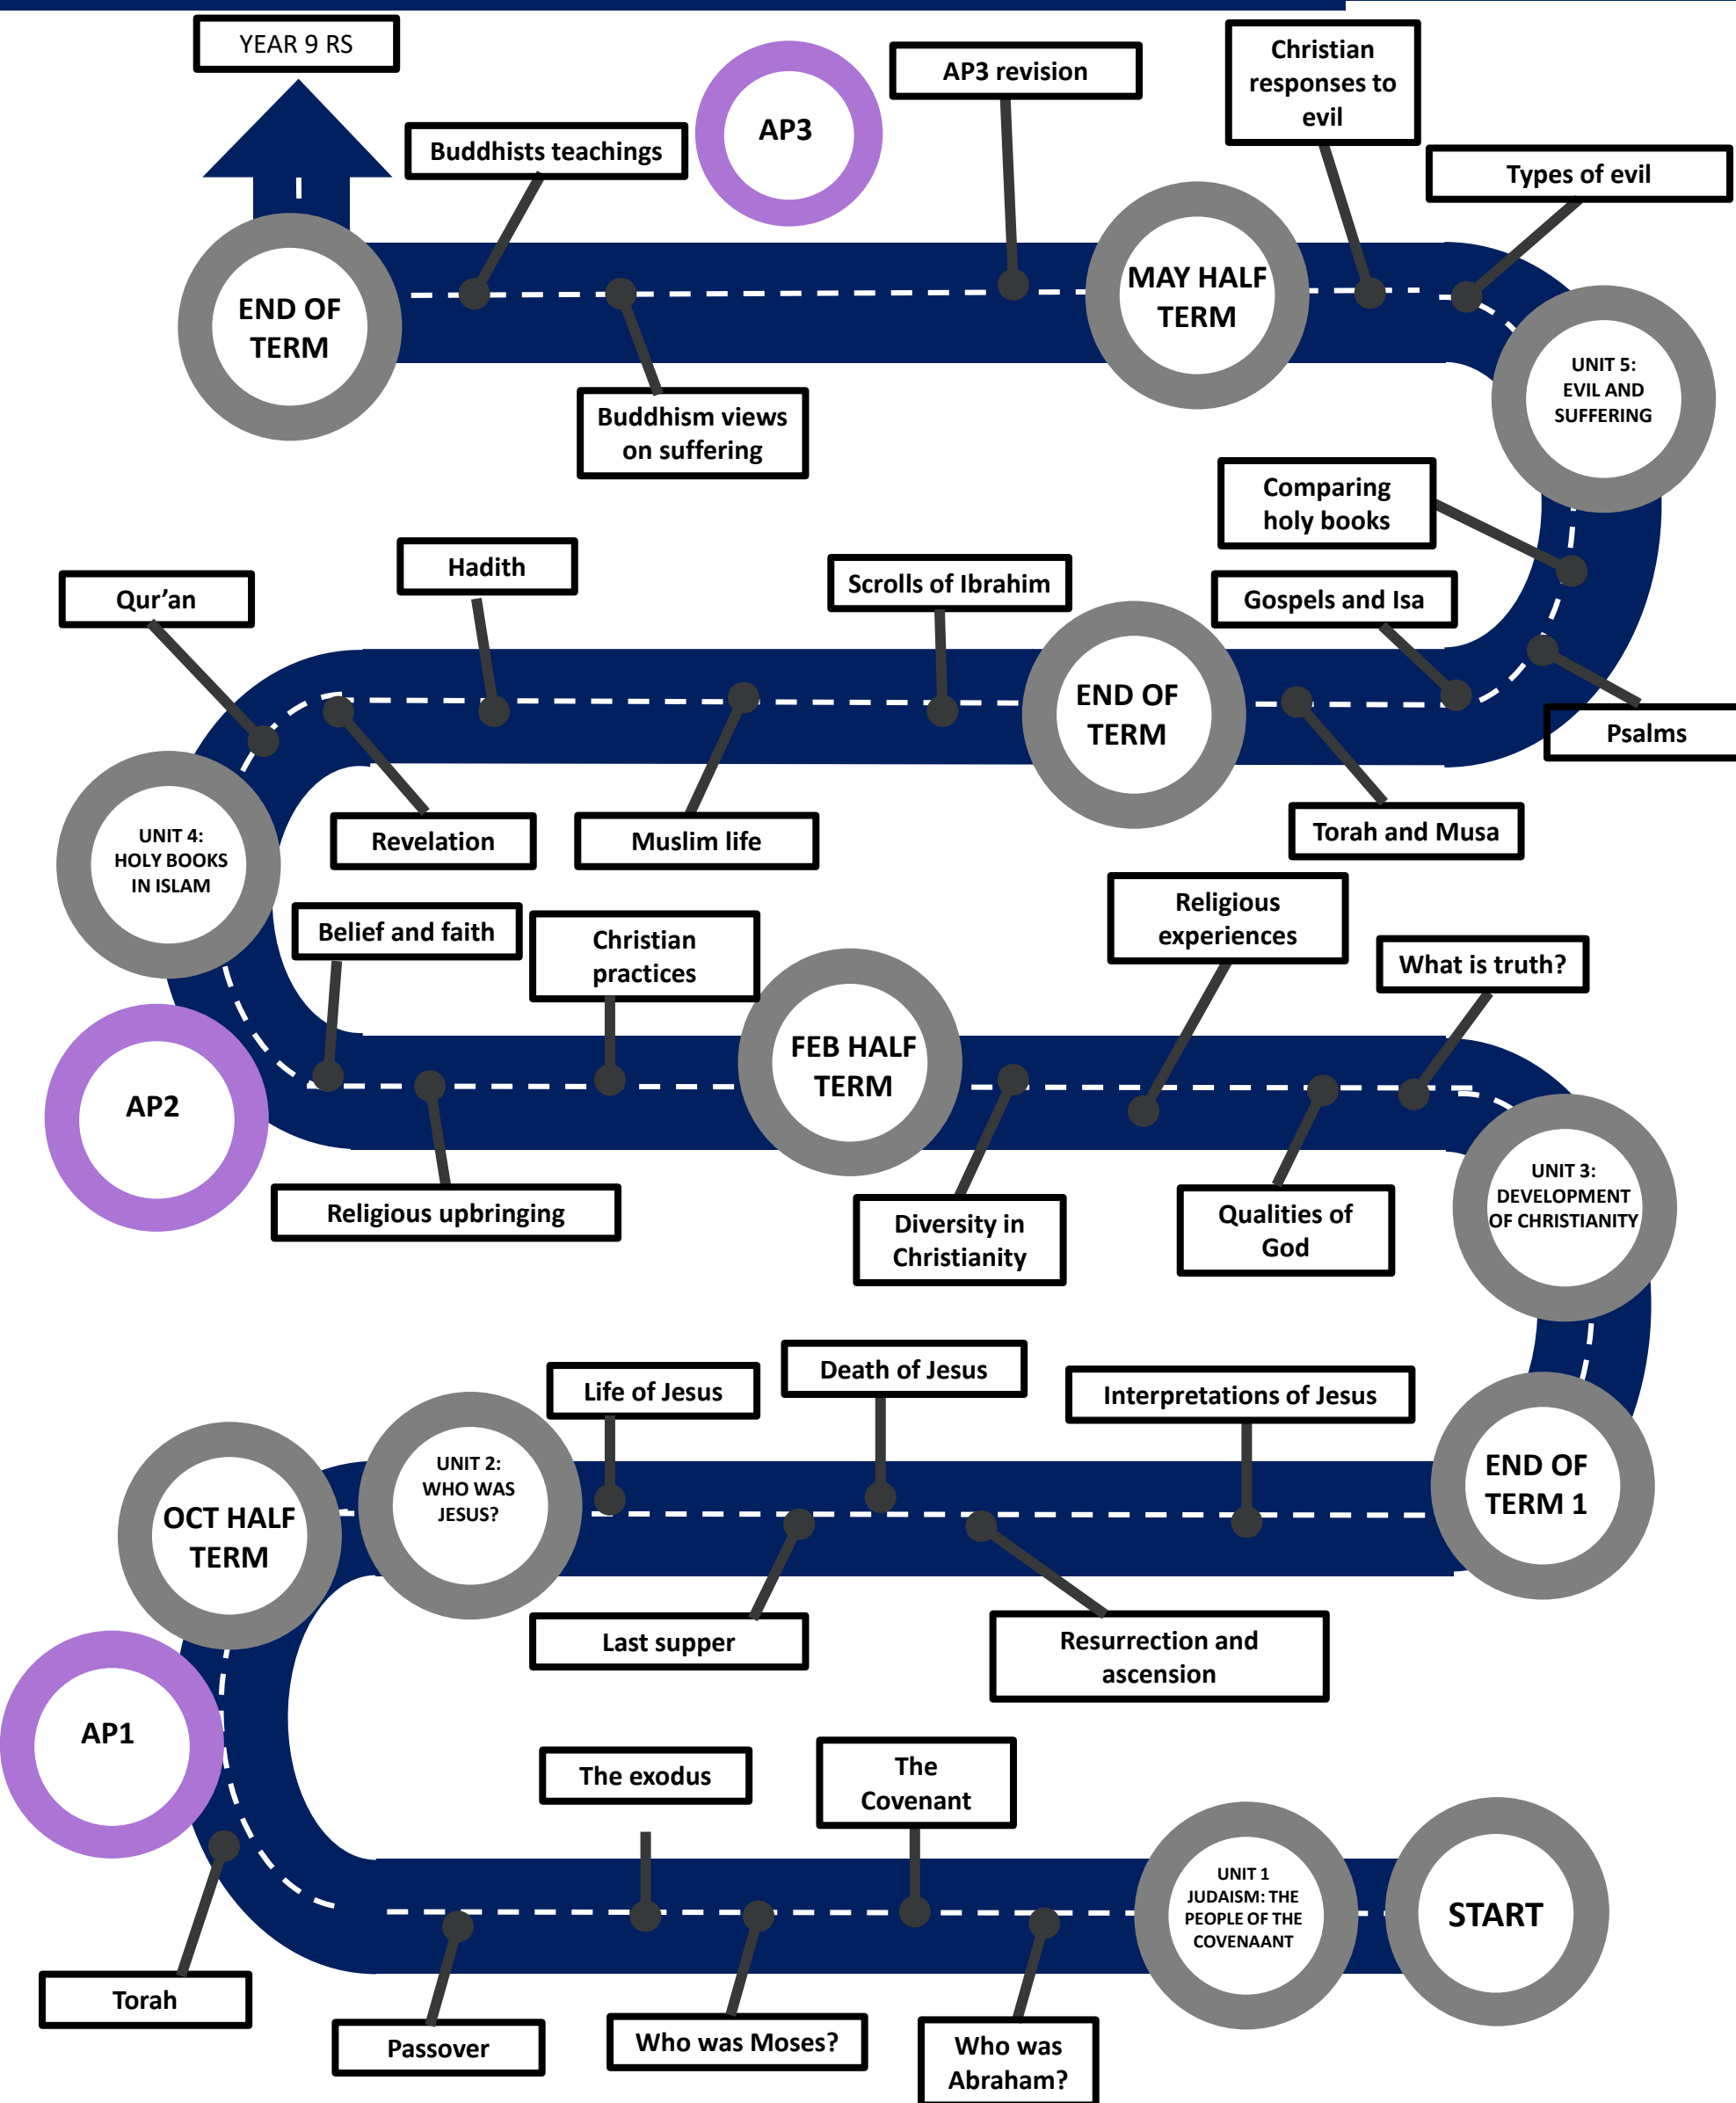 YEAR 9 RS
AP3
AP3 revision
Christian
responses to
evil
Buddhists teachings
Types of evil
END OF
TERM
MAY HALF
TERM
UNIT 5:
EVIL AND
SUFFERING
Buddhism views
on suffering
Comparing
holy books
Qur’an
Hadith
Scrolls of Ibrahim
Gospels and Isa
END OF
TERM
Psalms
UNIT 4:
HOLY BOOKS
IN ISLAM
Revelation
Muslim life
Torah and Musa
Belief and faith
Christian
practices
Religious
experiences
What is truth?
AP2
FEB HALF
TERM
Religious upbringing
Diversity in
Christianity
Qualities of
God
UNIT 3:
DEVELOPMENT
OF CHRISTIANITY
Life of Jesus
Death of Jesus
Interpretations of Jesus
OCT HALF
TERM
UNIT 2:
WHO WAS
JESUS?
END OF
TERM 1
Last supper
Resurrection and
ascension
AP1
The exodus
The
Covenant
UNIT 1
JUDAISM: THE
PEOPLE OF THE
COVENAANT
START
Torah
Passover
Who was Moses?
Who was
Abraham?